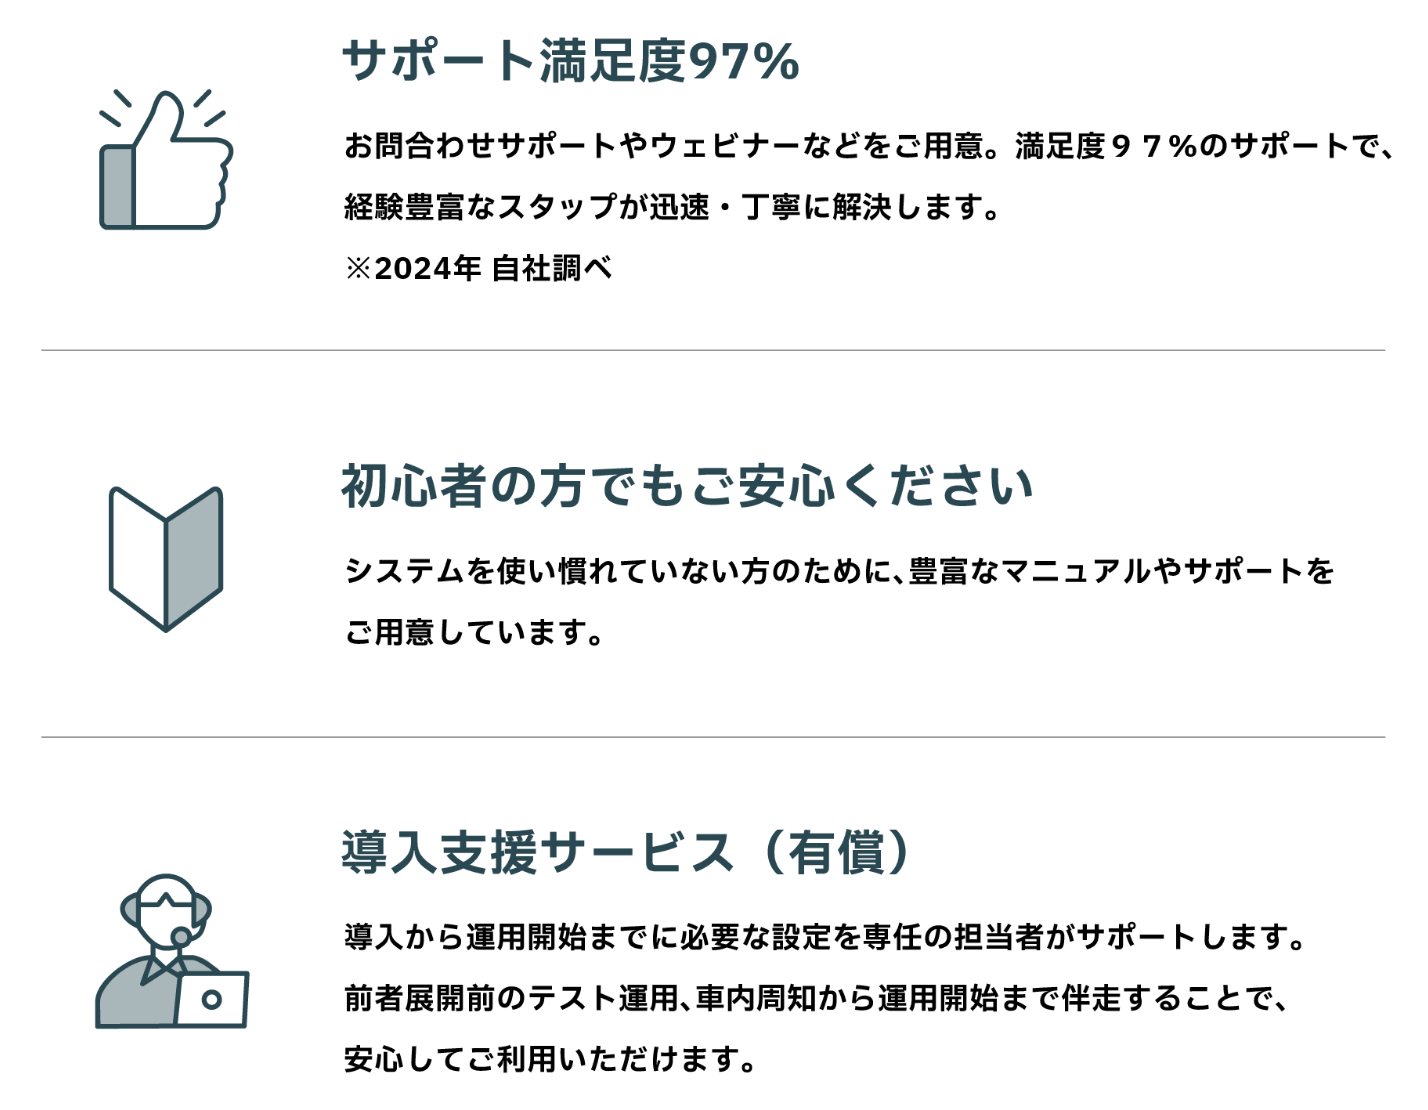 サポート満足度97%
お問合わせサポートやウェビナーなどをご用意。満足度９７％のサポートで、
経験豊富なスタップが迅速・丁寧に解決します。
※2024年 自社調べ
初心者の方でもご安心ください
システムを使い慣れていない方のために、豊富なマニュアルやサポートを
ご用意しています。
導入支援サービス（有償）
導入から運用開始までに必要な設定を専任の担当者がサポートします。
前者展開前のテスト運用、車内周知から運用開始まで伴走することで、
安心してご利用いただけます。